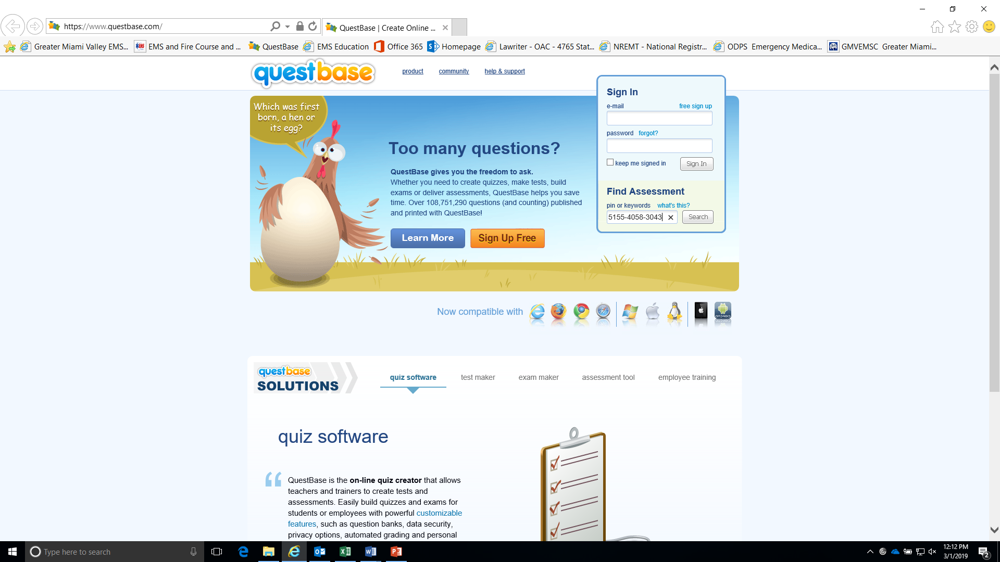 https://www.questbase.com/
QuestBase | Create Online ...
Greater Miami Valley EMS...
EMS and Fire Course and ...
QuestBase
EMS Education
Office 365
Homepage
Lawriter - OAC - 4765 Stat...
NREMT - National Registr...
ODPS Emergency Medica...
GMVEMSC Greater Miami...
questbase
product
community
help & support
Which was first
born, a hen or
its egg?
Too many questions?
QuestBase gives you the freedom to ask.
Whether you need to create quizzes, make tests, build
exams or deliver assessments, QuestBase helps you save
time. Over 108,751,290 questions (and counting) published
and printed with QuestBase!
Learn More
Sign Up Free
Sign In
e-mail
free sign up
password
forgot?
keep me signed in
Sign In
Find Assessment
pin or keywords
what's this?
5155-4058-3043
Search
Now compatible with
ANDROID
questbase
SOLUTIONS
quiz software
test maker
exam maker
assessment tool
employee training
quiz software
QuestBase is the on-line quiz creator that allows
teachers and trainers to create tests and
assessments. Easily build quizzes and exams for
students or employees with powerful customizable
features, such as question banks, data security,
privacy options, automated grading and personal
Type here to search
12:12 PM
3/1/2019
2